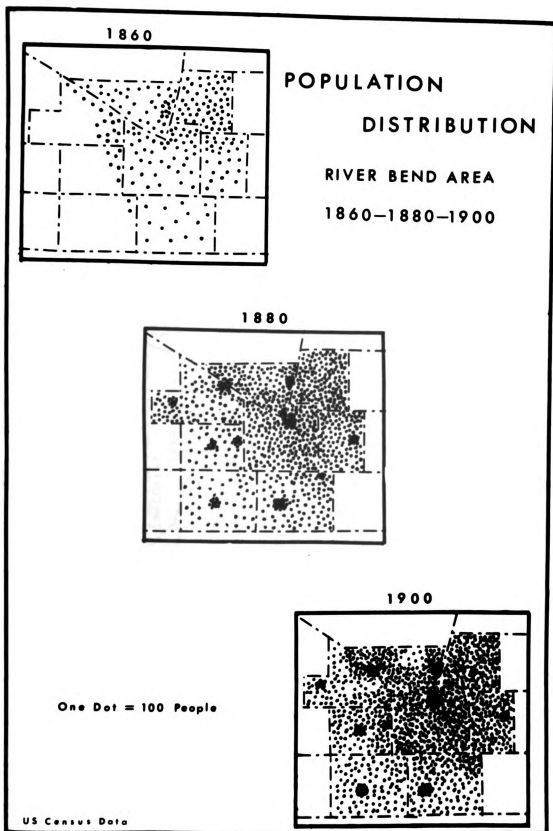 1860
POPULATION
DISTRIBUTION
RIVER BEND AREA
1860–1880–1900
1880
1900
One Dot = 100 People
US Census Data